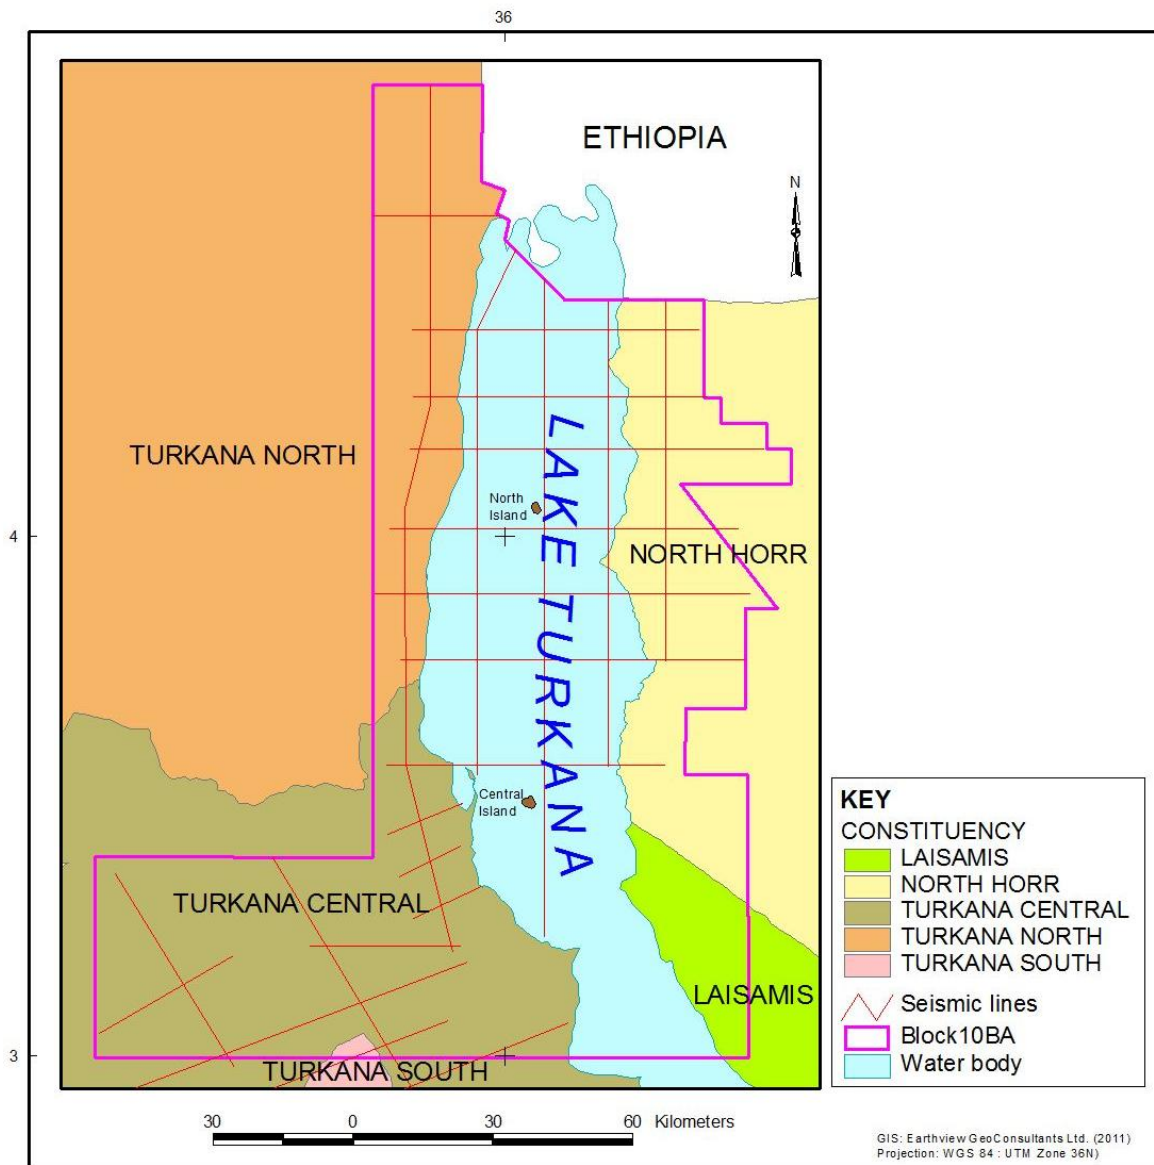 36
ETHIOPIA
N
TURKANA NORTH
LAKE TURKANA
North
Island
4
NORTH HORR
Central
Island
TURKANA CENTRAL
LAISAMIS
3
TURKANA SOUTH
KEY
CONSTITUENCY
LAISAMIS
NORTH HORR
TURKANA CENTRAL
TURKANA NORTH
TURKANA SOUTH
Seismic lines
Block10BA
Water body
30 0 30 60 Kilometers
GIS: Earthview GeoConsultants Ltd. (2011)
Projection: WGS 84 : UTM Zone 36N)